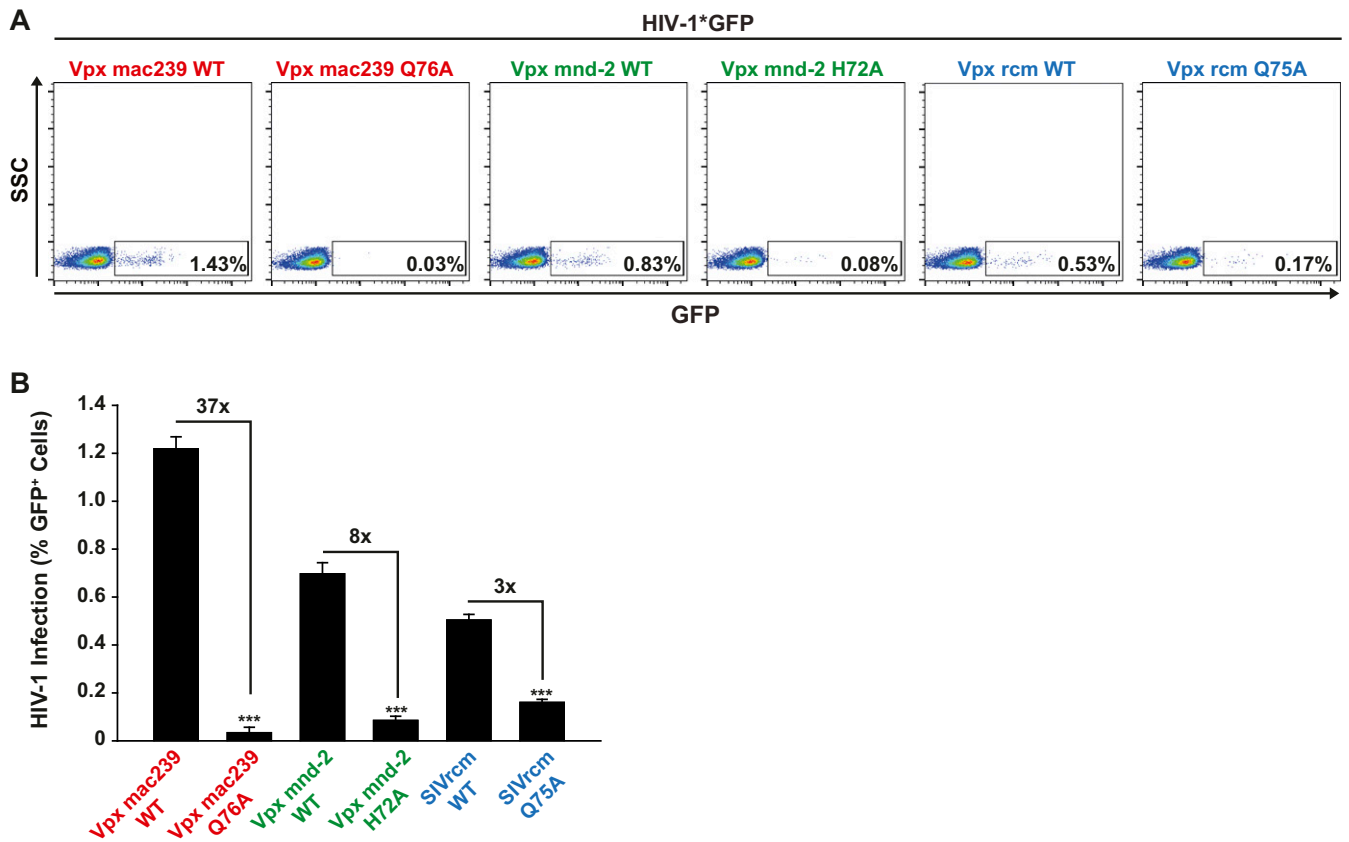 A
HIV-1*GFP
Vpx mac239 WT
Vpx mac239 Q76A
Vpx mnd-2 WT
Vpx mnd-2 H72A
Vpx rcm WT
Vpx rcm Q75A
SSC
1.43%
0.03%
0.83%
0.08%
0.53%
0.17%
GFP
B
HIV-1 Infection (% GFP⁺ Cells)
1.4
1.2
1.0
0.8
0.6
0.4
0.2
0
37x
8x
3x
***
***
***
Vpx mac239
WT
Vpx mac239
Q76A
Vpx mnd-2
WT
Vpx mnd-2
H72A
SIVrcm
WT
SIVrcm
Q75A